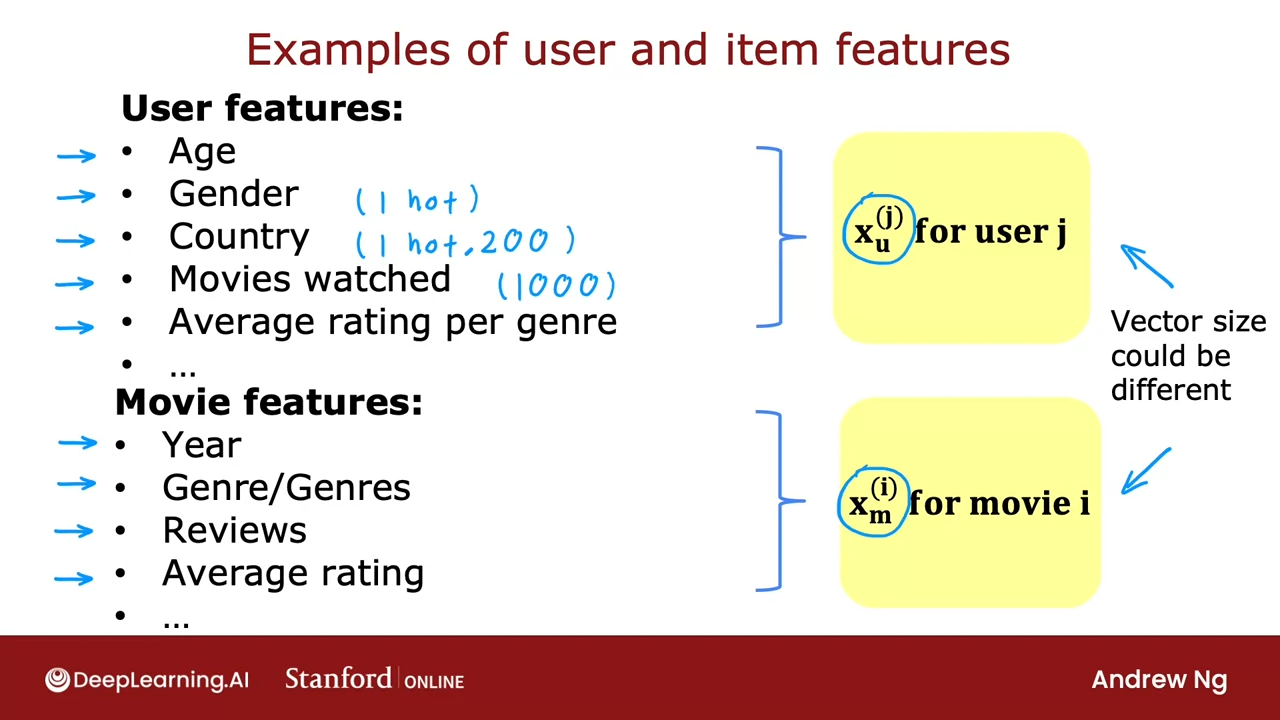 Examples of user and item features
User features:
• Age
• Gender (1 hot)
• Country (1 hot, 200)
• Movies watched (1000)
• Average rating per genre
• ...
x_u^(j) for user j
Vector size
could be
different
Movie features:
• Year
• Genre/Genres
• Reviews
• Average rating
• ...
x_m^(i) for movie i
DeepLearning.AI Stanford | ONLINE Andrew Ng